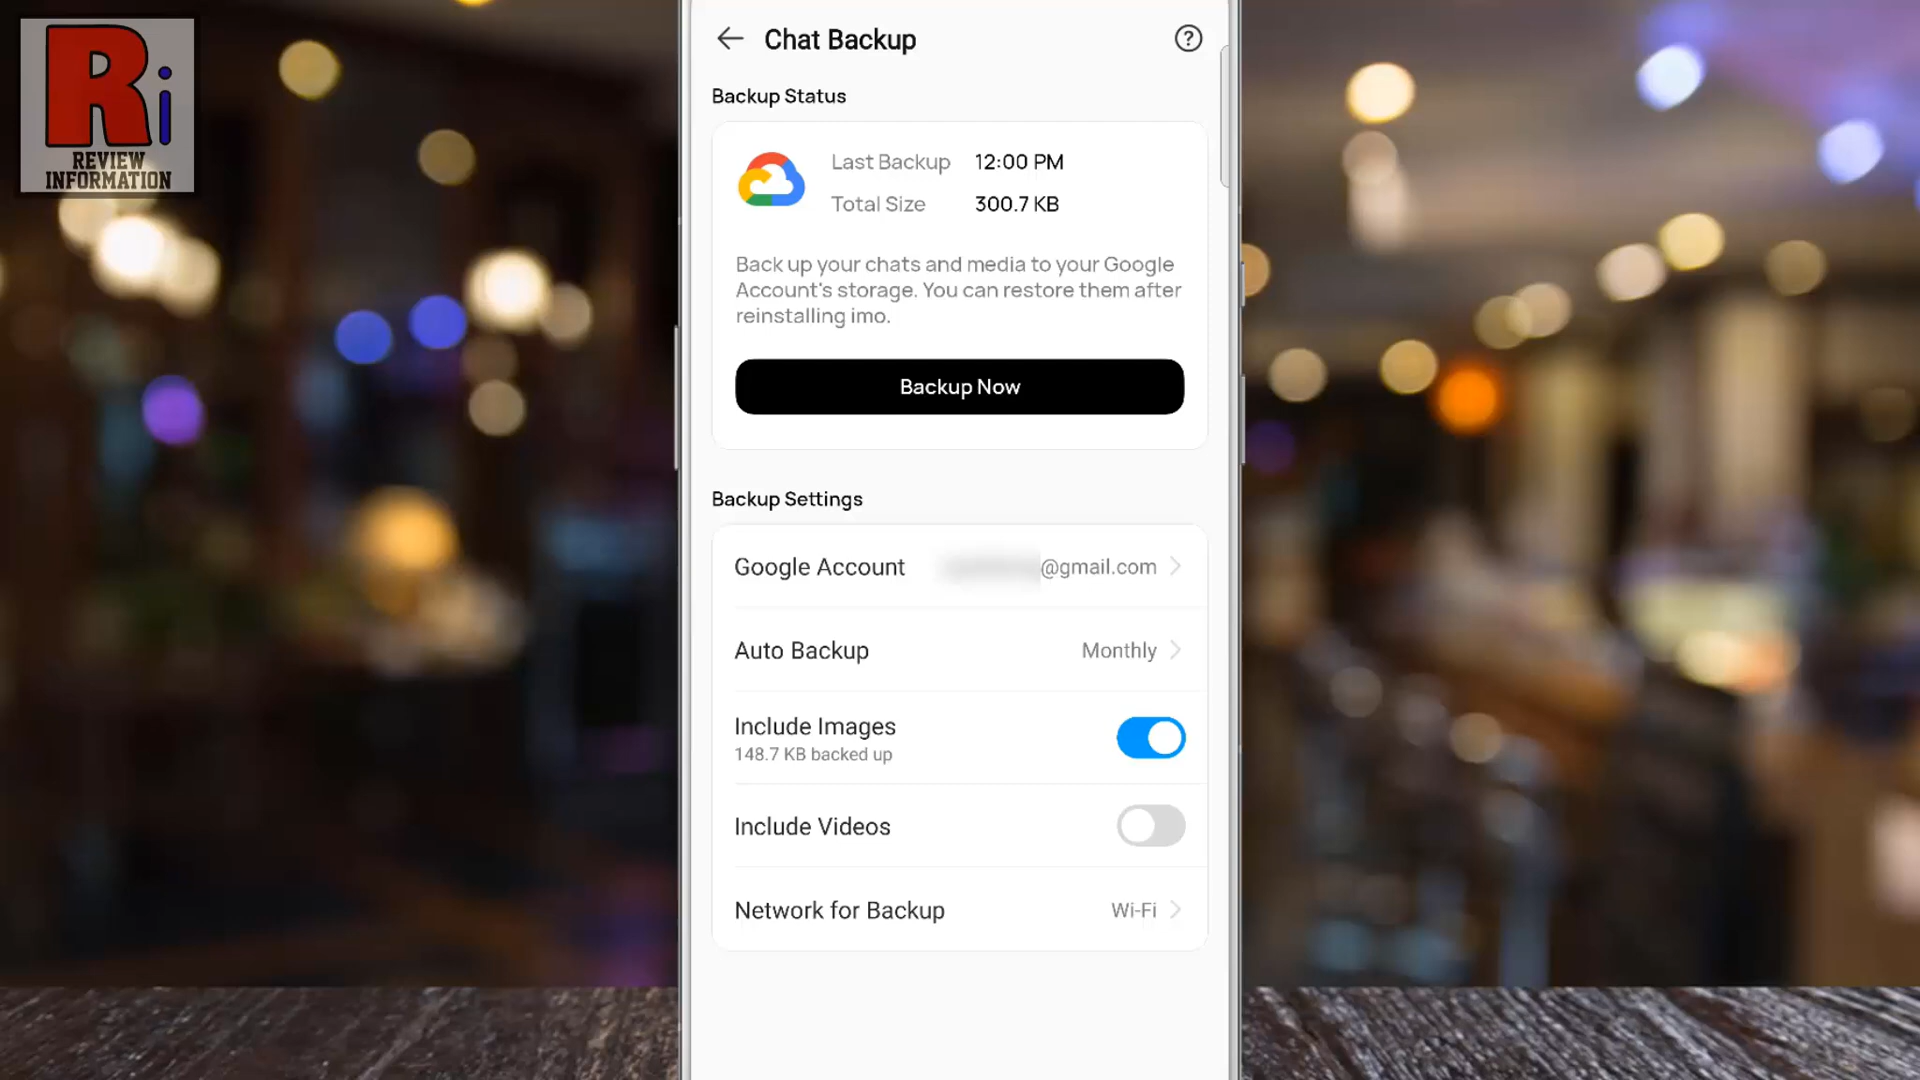 Ri
REVIEW
INFORMATION
Chat Backup
Backup Status
Last Backup 12:00 PM
Total Size 300.7 KB
Back up your chats and media to your Google
Account's storage. You can restore them after
reinstalling imo.
Backup Now
Backup Settings
Google Account @gmail.com
Auto Backup Monthly
Include Images
148.7 KB backed up
Include Videos
Network for Backup Wi-Fi